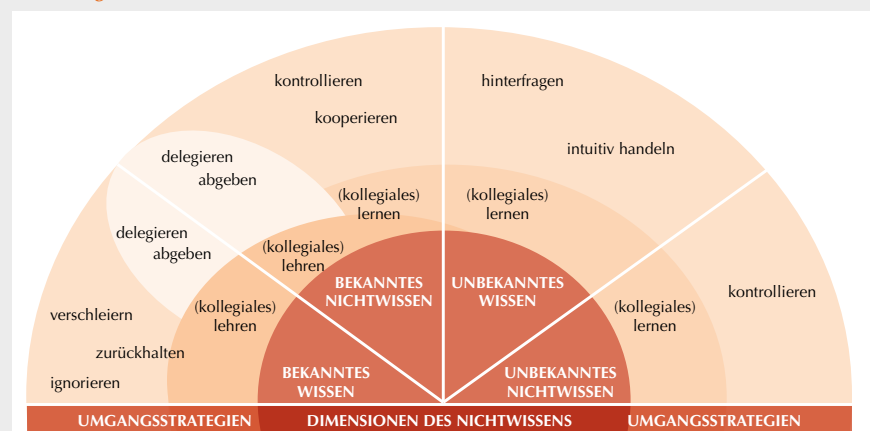 kontrollieren
hinterfragen
kooperieren
intuitiv handeln
delegieren
abgeben
(kollegiales)
lernen
(kollegiales)
lernen
delegieren
abgeben
(kollegiales)
lehren
BEKANNTES
NICHTWISSEN
UNBEKANNTES
WISSEN
kontrollieren
verschleiern
(kollegiales)
lehren
(kollegiales)
lernen
zurückhalten
ignorieren
BEKANNTES
WISSEN
UNBEKANNTES
NICHTWISSEN
UMGANGSSTRATEGIEN
DIMENSIONEN DES NICHTWISSENS
UMGANGSSTRATEGIEN